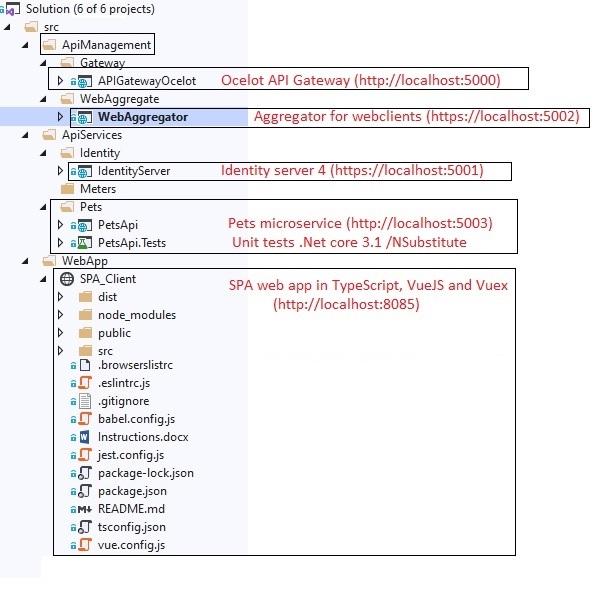 Solution (6 of 6 projects)
src
ApiManagement
Gateway
APIGatewayOcelot Ocelot API Gateway (http://localhost:5000)
WebAggregate
WebAggregator Aggregator for webclients (https://localhost:5002)
ApiServices
Identity
IdentityServer Identity server 4 (https://localhost:5001)
Meters
Pets
PetsApi Pets microservice (http://localhost:5003)
PetsApi.Tests Unit tests .Net core 3.1 /NSubstitute
WebApp
SPA_Client
SPA web app in TypeScript, VueJS and Vuex
dist
(http://localhost:8085)
node_modules
public
src
.browserslistrc
.eslintrc.js
.gitignore
babel.config.js
Instructions.docx
jest.config.js
package-lock.json
package.json
README.md
tsconfig.json
vue.config.js